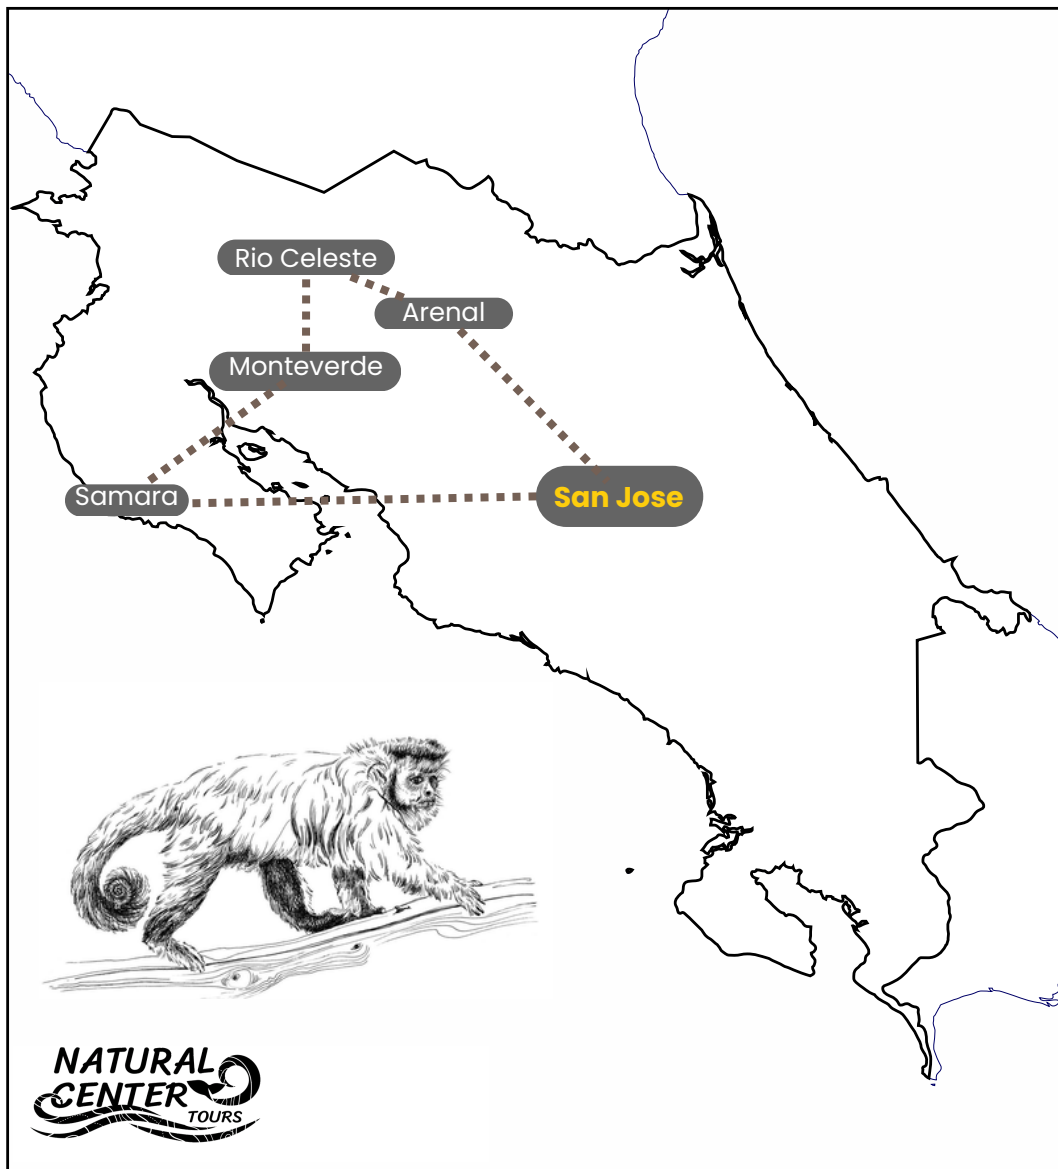 Rio Celeste
Arenal
Monteverde
Samara
San Jose
NATURAL
CENTER
TOURS